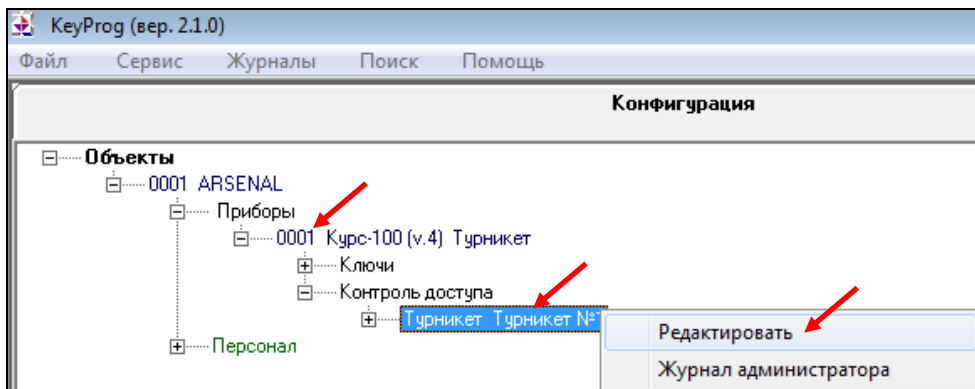 KeyProg (вер. 2.1.0)
Файл Сервис Журналы Поиск Помощь
Конфигурация
Объекты
0001 ARSENAL
Приборы
0001 Курс-100 (v.4) Турникет
Ключи
Контроль доступа
Турникет Турникет №
Редактировать
Персонал
Журнал администратора